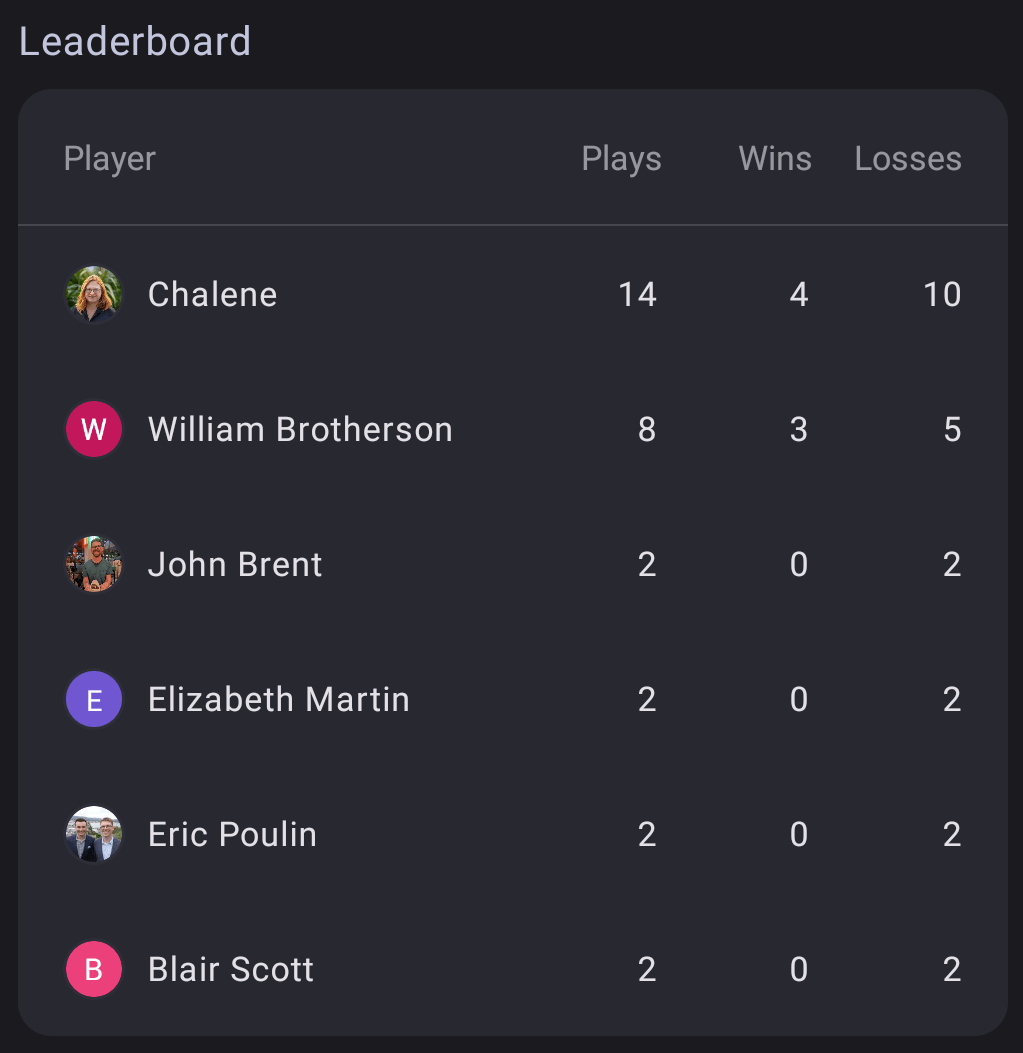 Leaderboard
Player Plays Wins Losses
Chalene 14 4 10
W William Brotherson 8 3 5
John Brent 2 0 2
E Elizabeth Martin 2 0 2
Eric Poulin 2 0 2
B Blair Scott 2 0 2